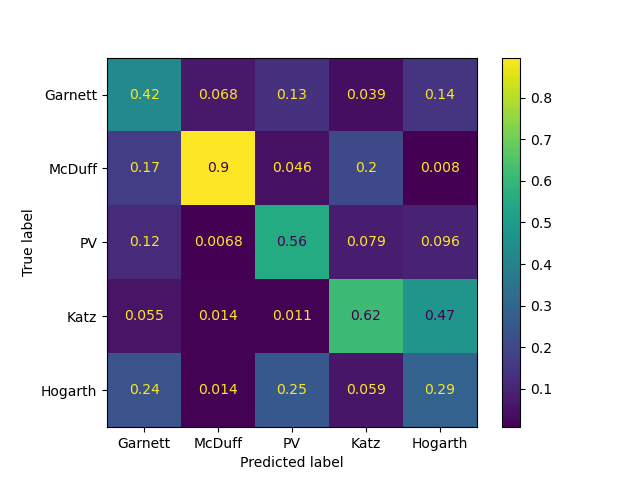 Garnett 0.42 0.068 0.13 0.039 0.14
McDuff 0.17 0.9 0.046 0.2 0.008
PV 0.12 0.0068 0.56 0.079 0.096
Katz 0.055 0.014 0.011 0.62 0.47
Hogarth 0.24 0.014 0.25 0.059 0.29
Garnett McDuff PV Katz Hogarth
Predicted label
True label
0.8
0.7
0.6
0.5
0.4
0.3
0.2
0.1